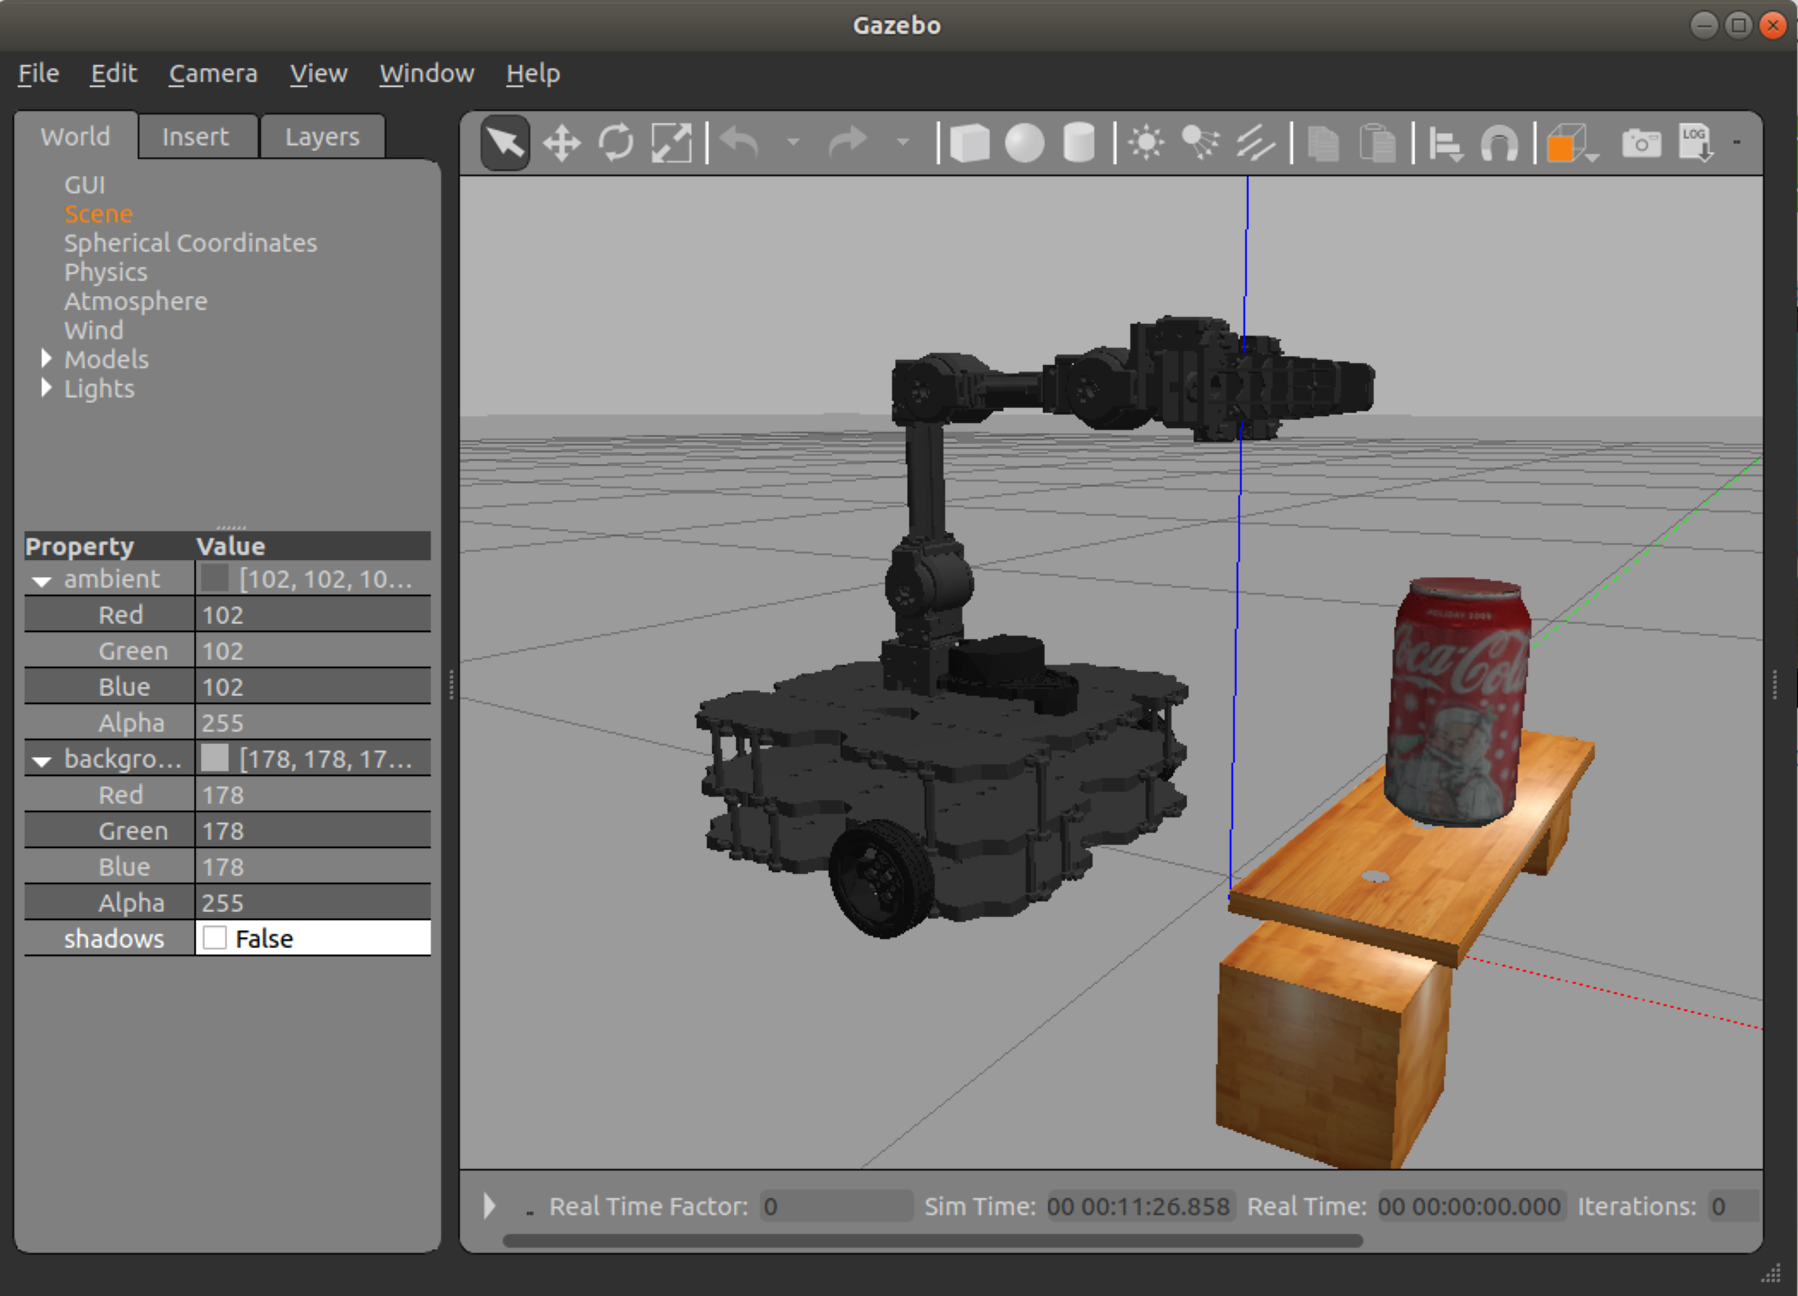 Gazebo
File Edit Camera View Window Help
World Insert Layers
GUI
Scene
Spherical Coordinates
Physics
Atmosphere
Wind
Models
Lights
Property Value
ambient [102, 102, 10...
Red 102
Green 102
Blue 102
Alpha 255
backgro... [178, 178, 17...
Red 178
Green 178
Blue 178
Alpha 255
shadows False
LOG
HOLIDAY 2005
Coca-Cola
Real Time Factor: 0 Sim Time: 00 00:11:26.858 Real Time: 00 00:00:00.000 Iterations: 0